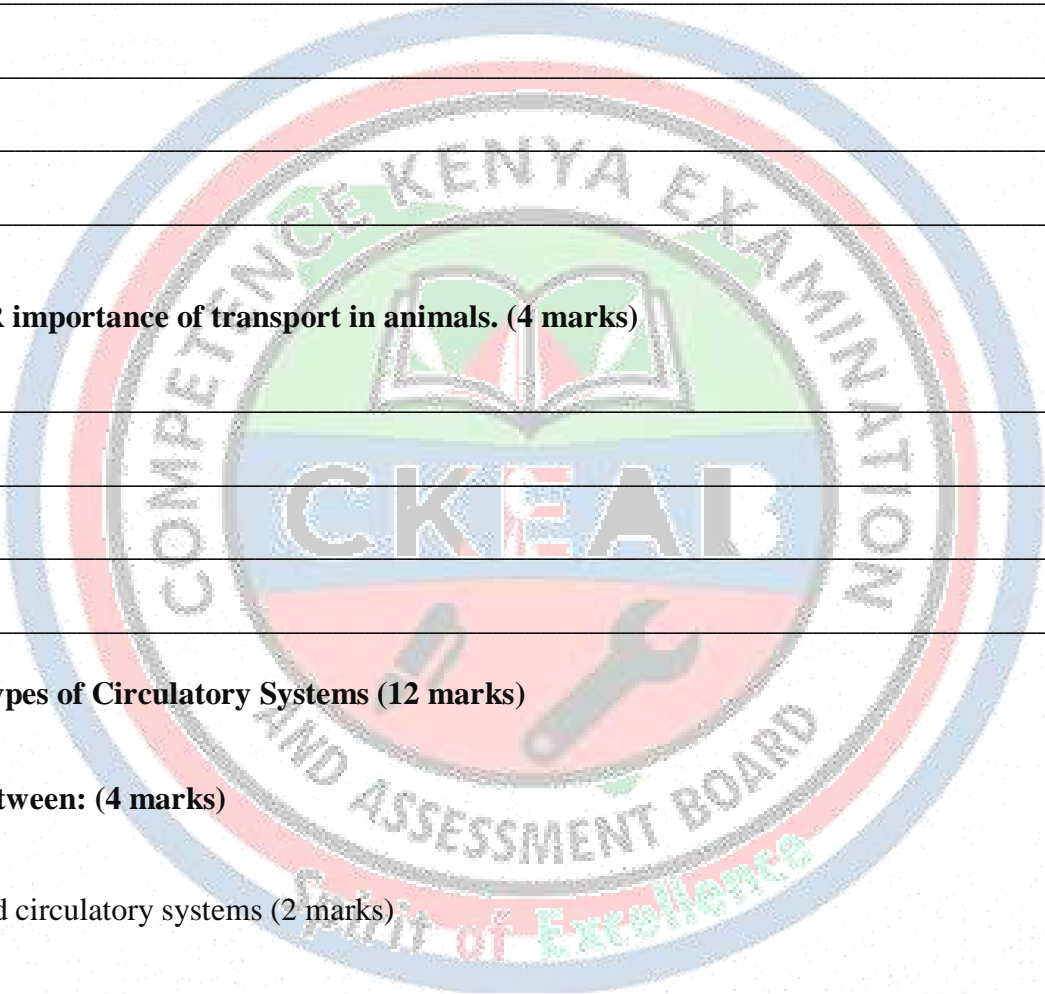 COMPETENCE KENYA EXAMINATION
R importance of transport in animals. (4 marks)
CKEAB
ypes of Circulatory Systems (12 marks)
tween: (4 marks)
AND ASSESSMENT BOARD
d circulatory systems (2 marks)
Spirit of Excellence